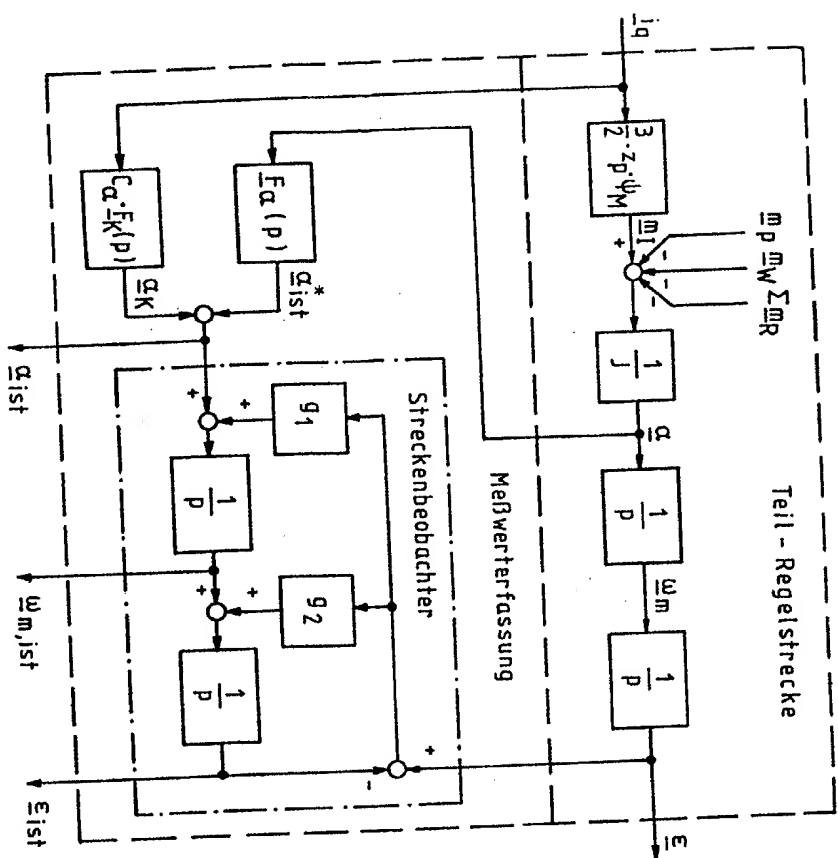 Teil - Regelstrecke
i_q
3/2 · z_p · ψ_M
m_I
+
m_p
m_W
Σm_R
-
-
-
1/J
α
1/p
ω_m
1/p
ε
Meßwerterfassung
F_α(p)
α*_ist
C_α · F_K(p)
α_K
α_ist
Streckenbeobachter
g_1
g_2
+
+
1/p
+
+
1/p
+
-
ω_m,ist
ε_ist